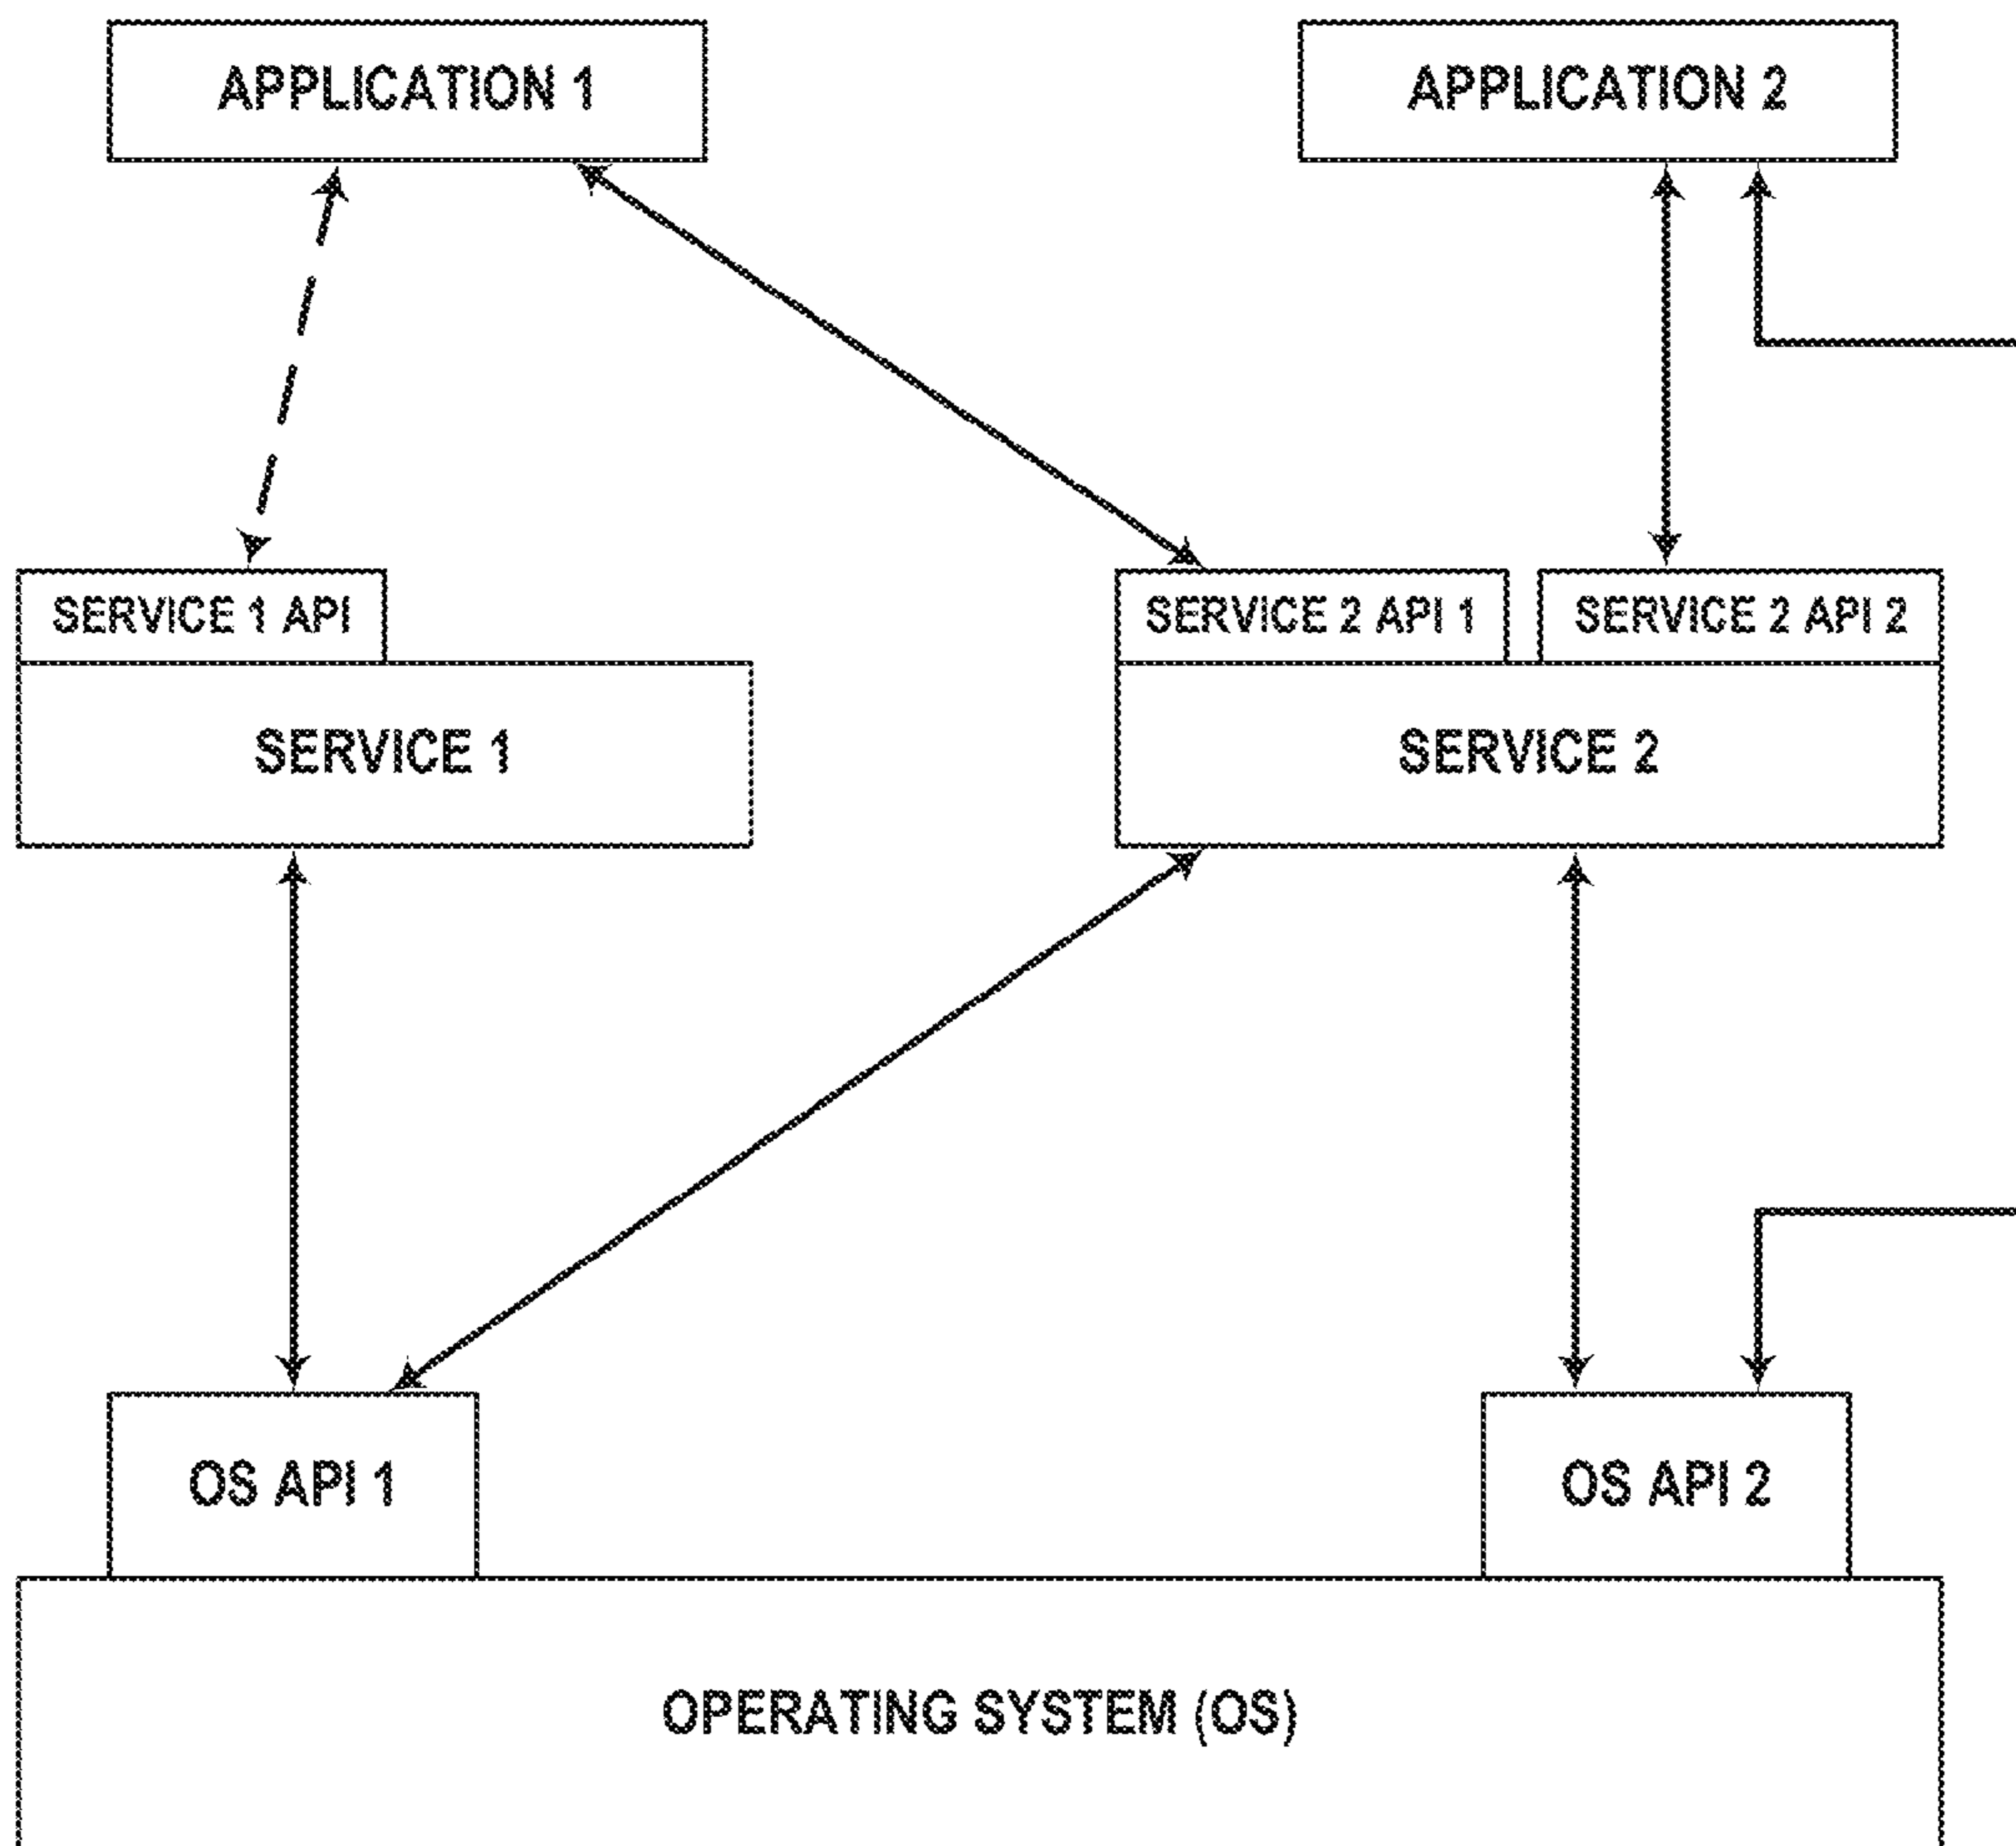 APPLICATION 1
APPLICATION 2
SERVICE 1 API
SERVICE 2 API 1
SERVICE 2 API 2
SERVICE 1
SERVICE 2
OS API 1
OS API 2
OPERATING SYSTEM (OS)